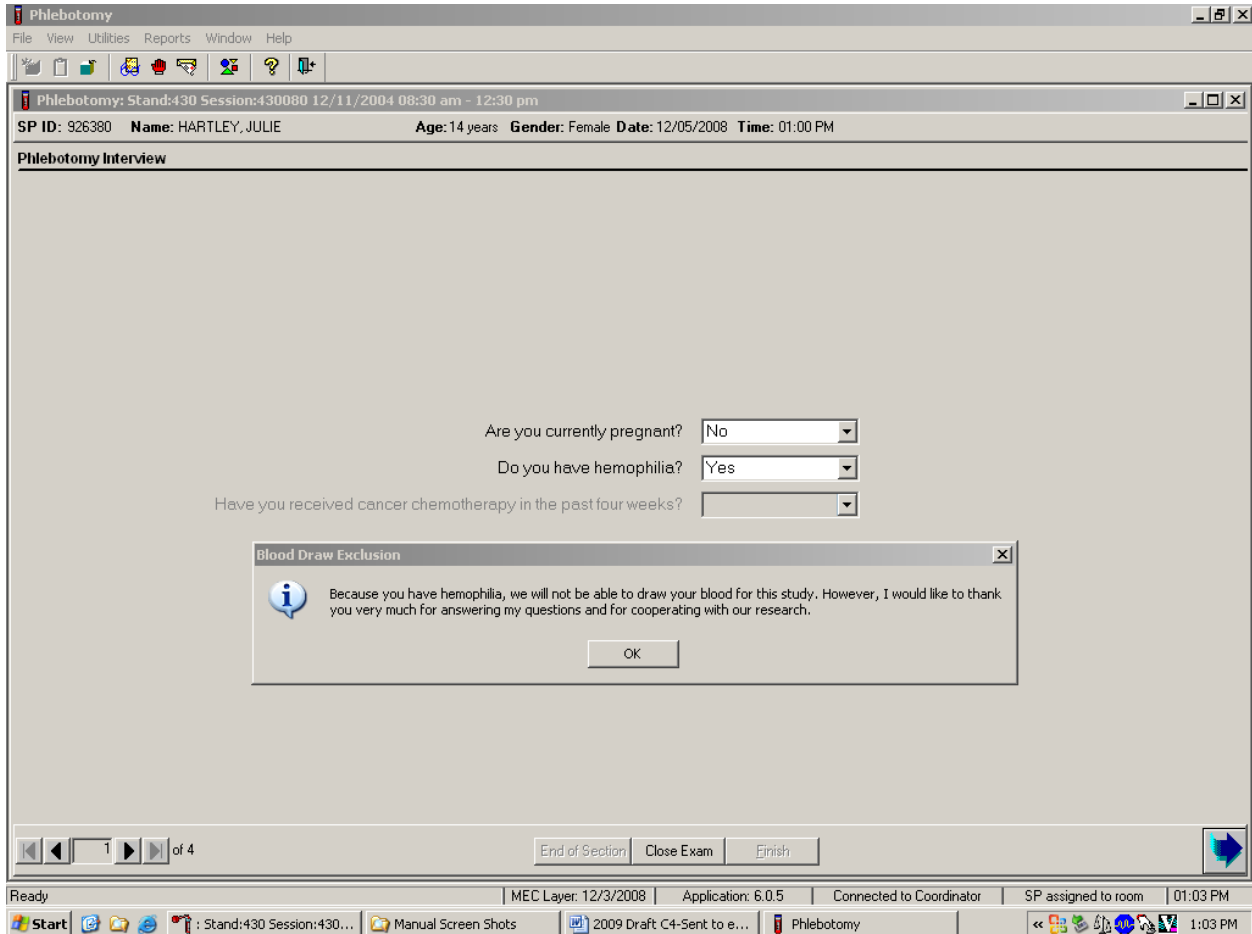 Phlebotomy
File View Utilities Reports Window Help
Phlebotomy: Stand:430 Session:430080 12/11/2004 08:30 am - 12:30 pm
SP ID: 926380 Name: HARTLEY, JULIE Age: 14 years Gender: Female Date: 12/05/2008 Time: 01:00 PM
Phlebotomy Interview
Are you currently pregnant? No
Do you have hemophilia? Yes
Have you received cancer chemotherapy in the past four weeks?
Blood Draw Exclusion
Because you have hemophilia, we will not be able to draw your blood for this study. However, I would like to thank
you very much for answering my questions and for cooperating with our research.
OK
1 of 4 End of Section Close Exam Finish
Ready MEC Layer: 12/3/2008 Application: 6.0.5 Connected to Coordinator SP assigned to room 01:03 PM
Start : Stand:430 Session:430... Manual Screen Shots 2009 Draft C4-Sent to e... Phlebotomy « 1:03 PM